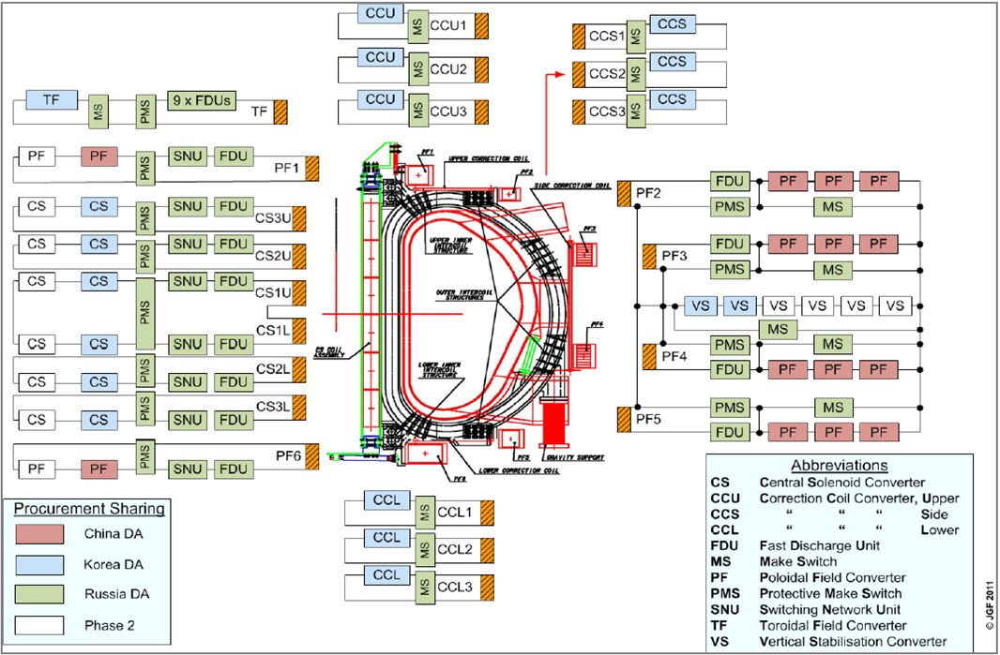 CCU
MS
CCU1
CCU
MS
CCU2
CCU
MS
CCU3
CCS1
MS
CCS
CCS2
MS
CCS
CCS3
MS
CCS
TF
MS
PMS
9 x FDUs
TF
PF
PF
PMS
SNU
FDU
PF1
CS
CS
PMS
SNU
FDU
CS3U
CS
CS
PMS
SNU
FDU
CS2U
CS
CS
PMS
SNU
FDU
CS1U
CS1L
CS
CS
SNU
FDU
CS2L
CS
CS
PMS
SNU
FDU
CS3L
CS
CS
PMS
SNU
FDU
PF6
PF
PF
PMS
SNU
FDU
PF1
UPPER CORRECTION COIL
PF2
SIDE CORRECTION COIL
UPPER INNER
INTERCOIL
STRUCTURE
PF3
OUTER INTERCOIL
STRUCTURES
PF4
CS COIL
ASSEMBLY
LOWER INNER
INTERCOIL
STRUCTURE
PF5
GRAVITY SUPPORT
LOWER CORRECTION COIL
PF6
PF2
FDU
PF
PF
PF
PMS
MS
PF3
FDU
PF
PF
PF
PMS
MS
VS
VS
VS
VS
VS
VS
MS
PF4
PMS
MS
FDU
PF
PF
PF
PF5
PMS
MS
FDU
PF
PF
PF
CCL
MS
CCL1
CCL
MS
CCL2
CCL
MS
CCL3
Procurement Sharing
China DA
Korea DA
Russia DA
Phase 2
Abbreviations
CS Central Solenoid Converter
CCU Correction Coil Converter, Upper
CCS “ “ “ Side
CCL “ “ “ Lower
FDU Fast Discharge Unit
MS Make Switch
PF Poloidal Field Converter
PMS Protective Make Switch
SNU Switching Network Unit
TF Toroidal Field Converter
VS Vertical Stabilisation Converter
© JGF 2011